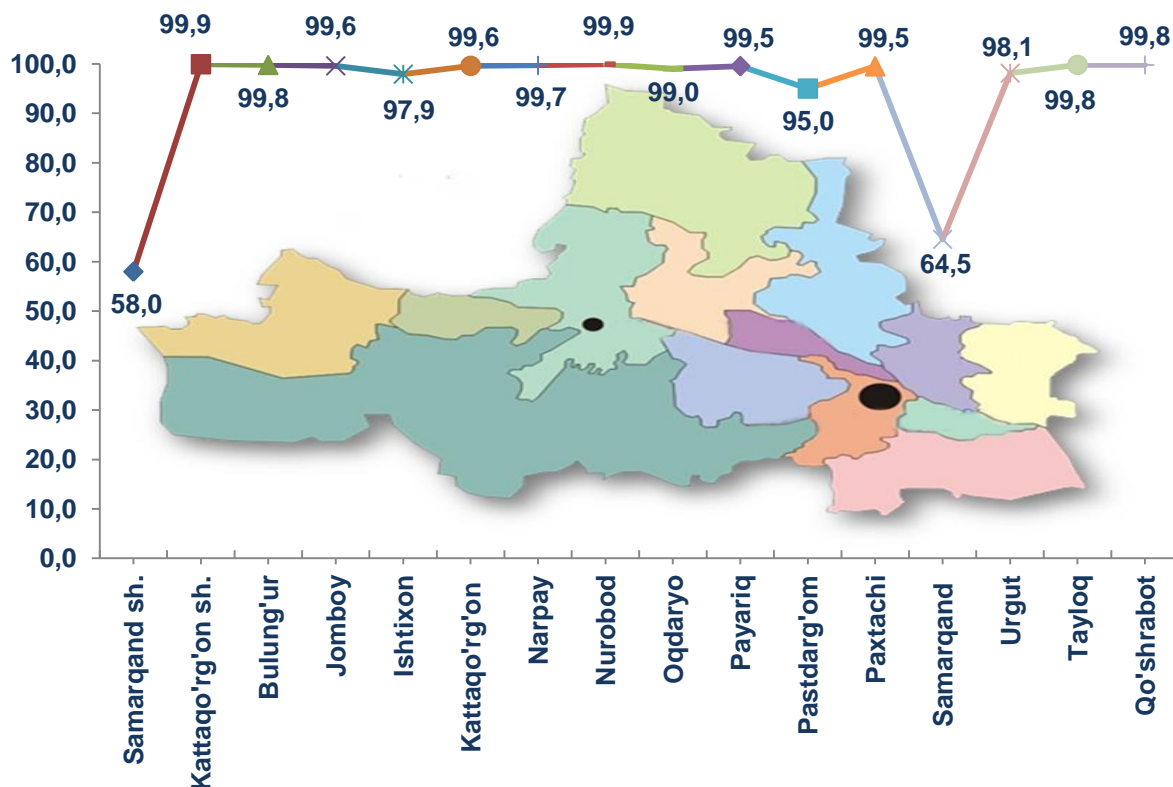 99,9
99,6
99,6
99,9
99,5
99,5
98,1
99,8
99,8
97,9
99,7
99,0
95,0
99,8
58,0
64,5
100,0
90,0
80,0
70,0
60,0
50,0
40,0
30,0
20,0
10,0
0,0
Samarqand sh.
Kattaqo'rg'on sh.
Bulung'ur
Jomboy
Ishtixon
Kattaqo'rg'on
Narpay
Nurobod
Oqdaryo
Payariq
Pastdarg'om
Paxtachi
Samarqand
Urgut
Tayloq
Qo'shrabot